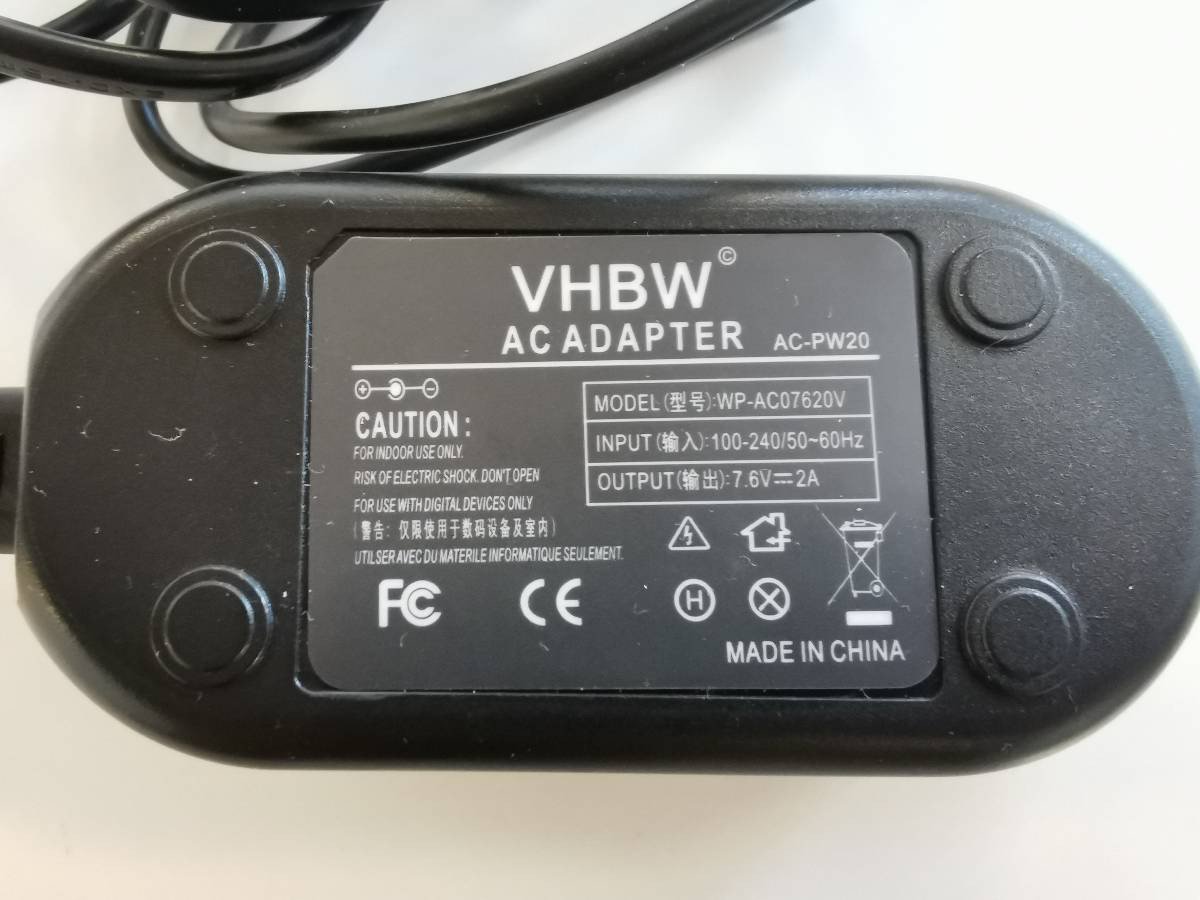 VHBW©
AC ADAPTER AC-PW20
CAUTION:
FOR INDOOR USE ONLY.
RISK OF ELECTRIC SHOCK. DON'T OPEN
FOR USE WITH DIGITAL DEVICES ONLY
(警告: 仅限使用于数码设备及室内)
UTILSER AVEC DU MATERILE INFORMATIQUE SEULEMENT.
MODEL(型号):WP-AC07620V
INPUT(输入):100-240/50~60Hz
OUTPUT(输出):7.6V⎓2A
FC CE
H
MADE IN CHINA